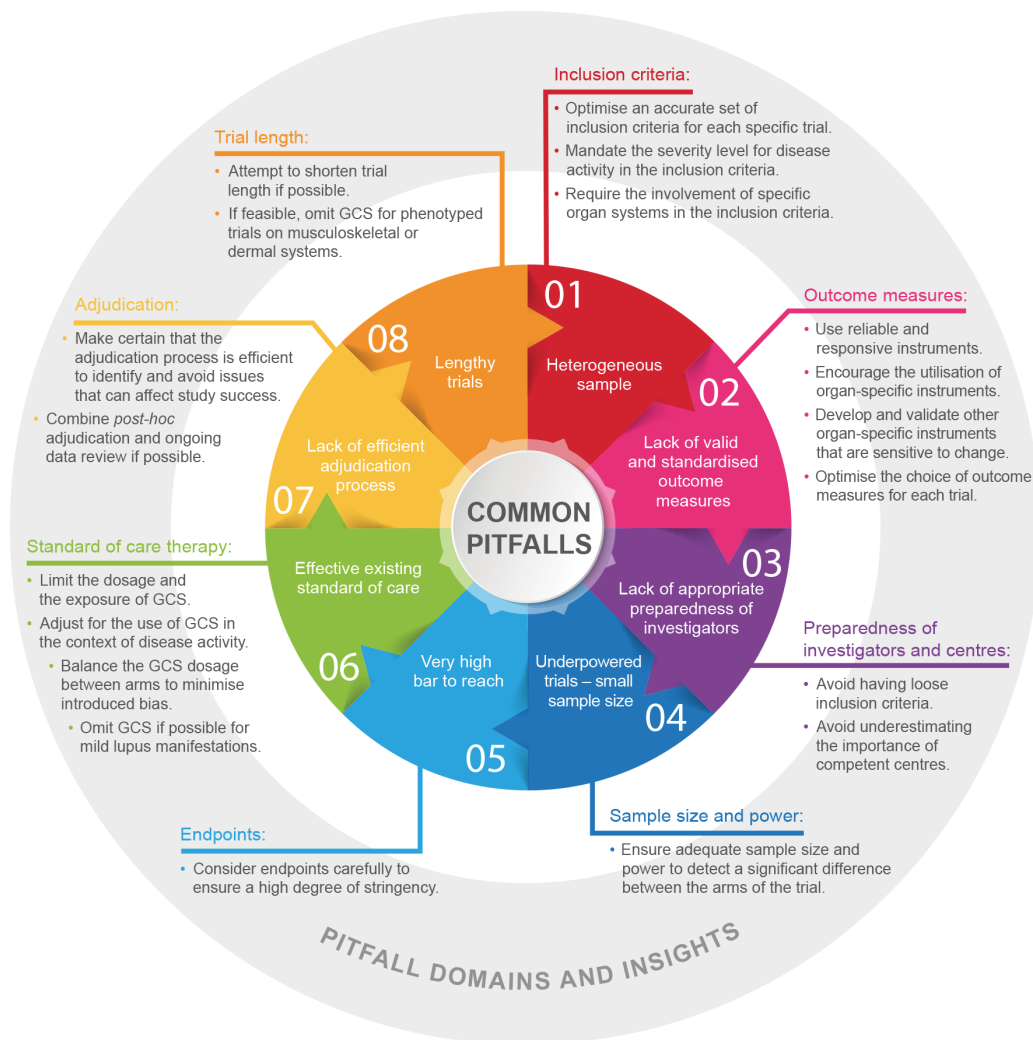 Inclusion criteria:
• Optimise an accurate set of
inclusion criteria for each specific trial.
• Mandate the severity level for disease
activity in the inclusion criteria.
• Require the involvement of specific
organ systems in the inclusion criteria.
Trial length:
• Attempt to shorten trial
length if possible.
• If feasible, omit GCS for phenotyped
trials on musculoskeletal or
dermal systems.
Adjudication:
• Make certain that the
adjudication process is efficient
to identify and avoid issues
that can affect study success.
• Combine post-hoc
adjudication and ongoing
data review if possible.
Outcome measures:
• Use reliable and
responsive instruments.
• Encourage the utilisation of
organ-specific instruments.
• Develop and validate other
organ-specific instruments
that are sensitive to change.
• Optimise the choice of outcome
measures for each trial.
01
Heterogeneous
sample
02
Lack of valid
and standardised
outcome
measures
03
Lack of appropriate
preparedness of
investigators
04
Underpowered
trials – small
sample size
05
Very high
bar to reach
06
Effective existing
standard of care
07
Lack of efficient
adjudication
process
08
Lengthy
trials
COMMON
PITFALLS
Standard of care therapy:
• Limit the dosage and
the exposure of GCS.
• Adjust for the use of GCS in
the context of disease activity.
• Balance the GCS dosage
between arms to minimise
introduced bias.
• Omit GCS if possible for
mild lupus manifestations.
Preparedness of
investigators and centres:
• Avoid having loose
inclusion criteria.
• Avoid underestimating
the importance of
competent centres.
Endpoints:
• Consider endpoints carefully to
ensure a high degree of stringency.
Sample size and power:
• Ensure adequate sample size and
power to detect a significant difference
between the arms of the trial.
PITFALL DOMAINS AND INSIGHTS